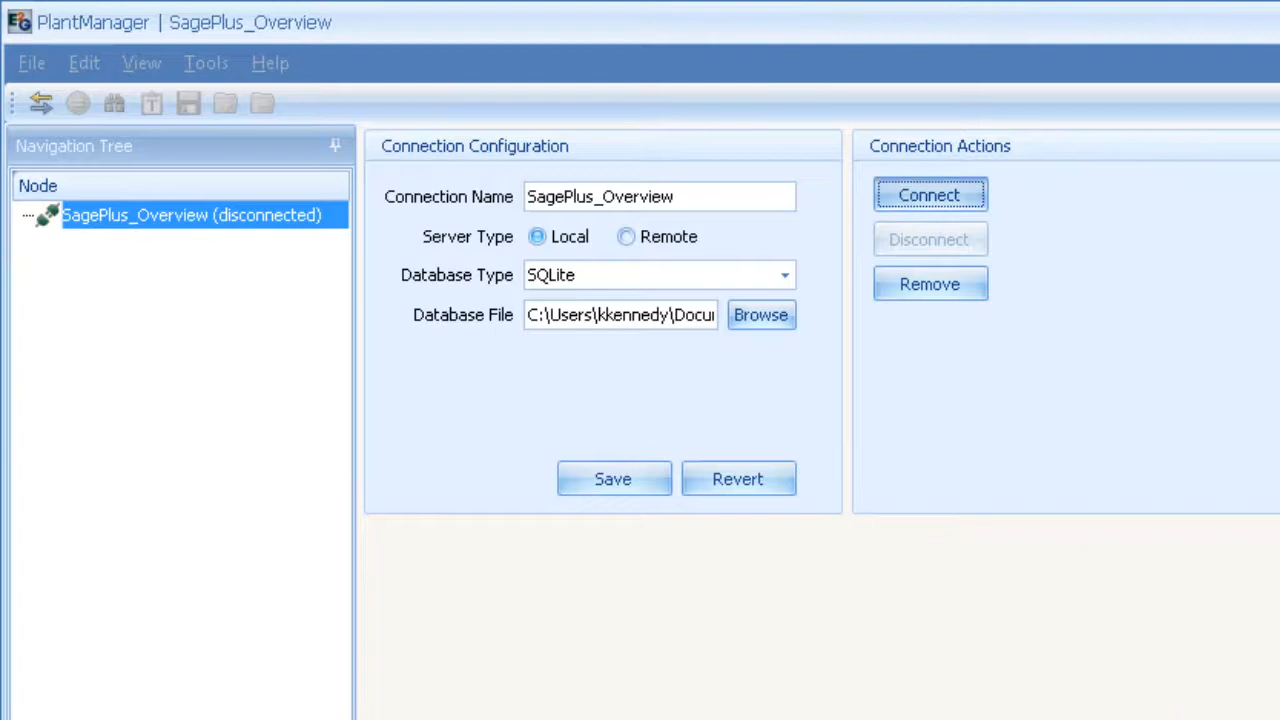 PlantManager | SagePlus_Overview
File Edit View Tools Help
Navigation Tree
Node
SagePlus_Overview (disconnected)
Connection Configuration
Connection Name SagePlus_Overview
Server Type Local Remote
Database Type SQLite
Database File C:\Users\kkennedy\Docu Browse
Save Revert
Connection Actions
Connect
Disconnect
Remove